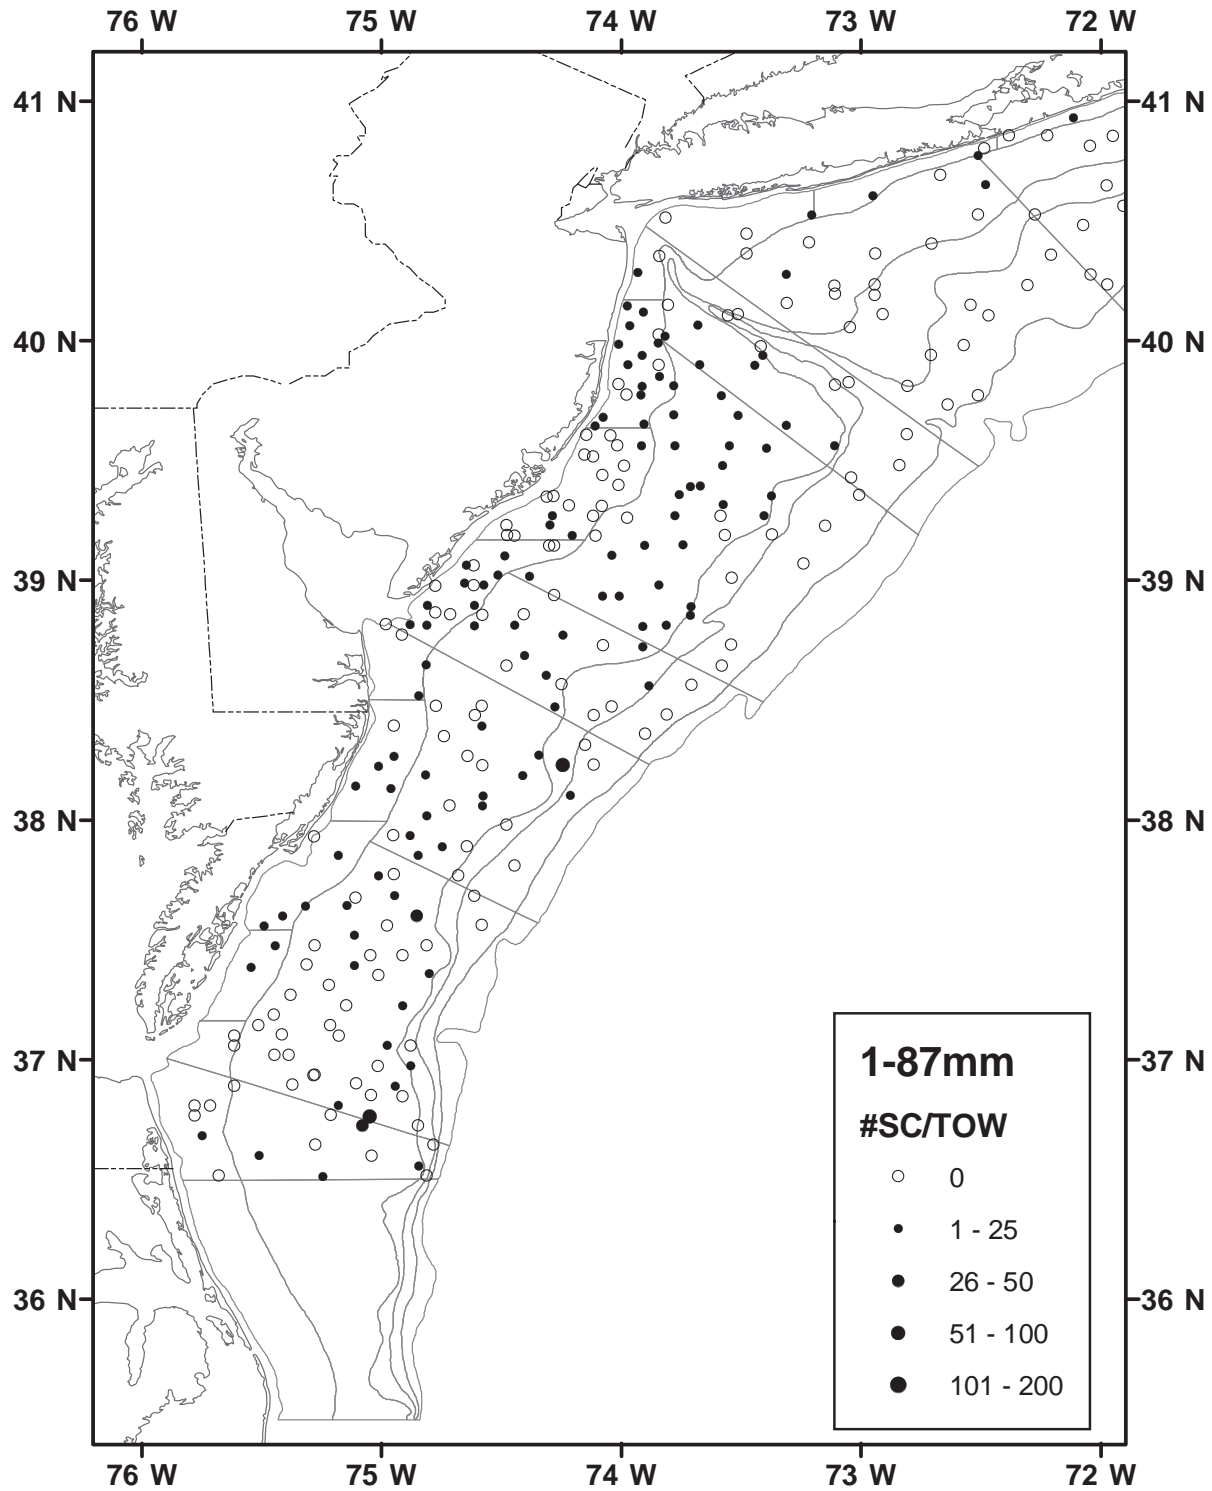 76 W 75 W 74 W 73 W 72 W
41 N 41 N
40 N 40 N
39 N 39 N
38 N 38 N
37 N 37 N
36 N 36 N
1-87mm
#SC/TOW
0
1 - 25
26 - 50
51 - 100
101 - 200
76 W 75 W 74 W 73 W 72 W